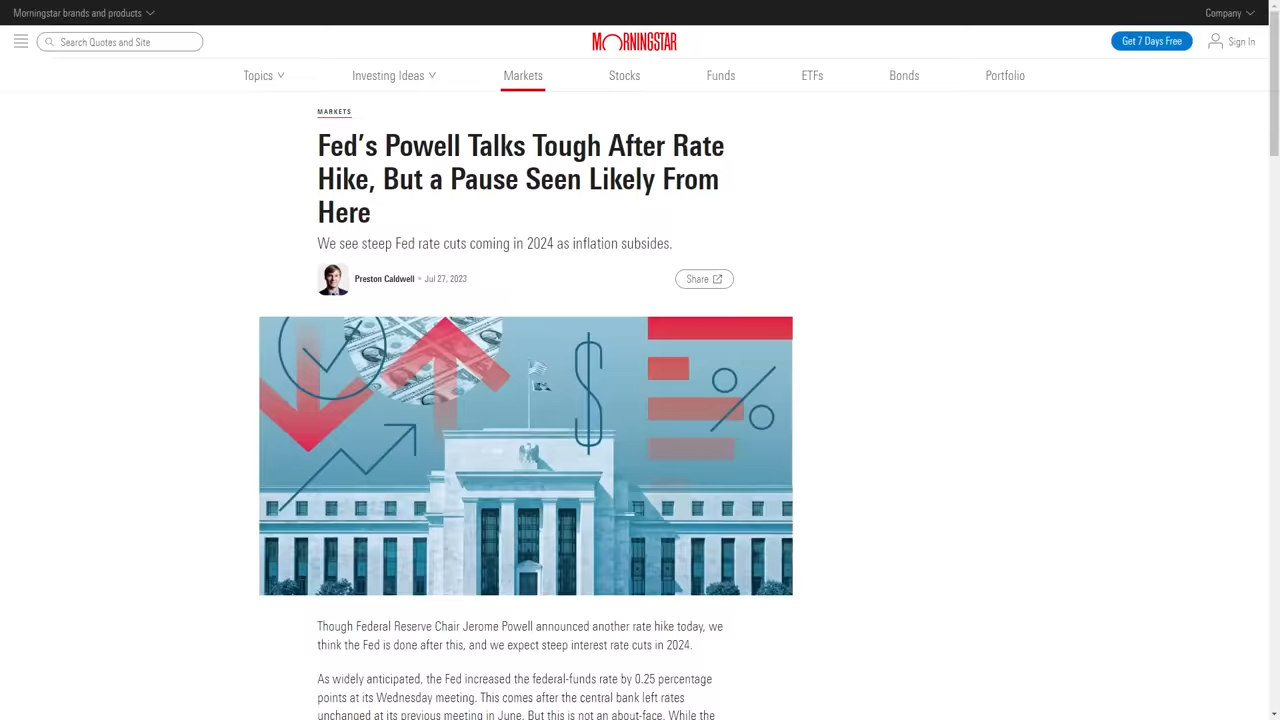 Morningstar brands and products
Company
Search Quotes and Site
MORNINGSTAR
Get 7 Days Free
Sign In
Topics
Investing Ideas
Markets
Stocks
Funds
ETFs
Bonds
Portfolio
MARKETS
Fed’s Powell Talks Tough After Rate
Hike, But a Pause Seen Likely From
Here
We see steep Fed rate cuts coming in 2024 as inflation subsides.
Preston Caldwell • Jul 27, 2023
Share
Though Federal Reserve Chair Jerome Powell announced another rate hike today, we
think the Fed is done after this, and we expect steep interest rate cuts in 2024.
As widely anticipated, the Fed increased the federal-funds rate by 0.25 percentage
points at its Wednesday meeting. This comes after the central bank left rates
unchanged at its previous meeting in June. But this is not an about-face. While the